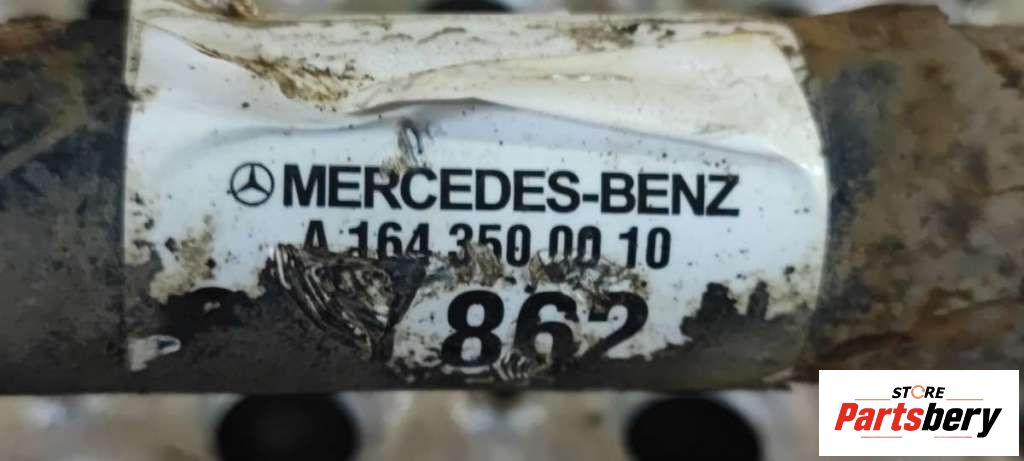 MERCEDES-BENZ
A 164 350 00 10
862
STORE
Partsbery